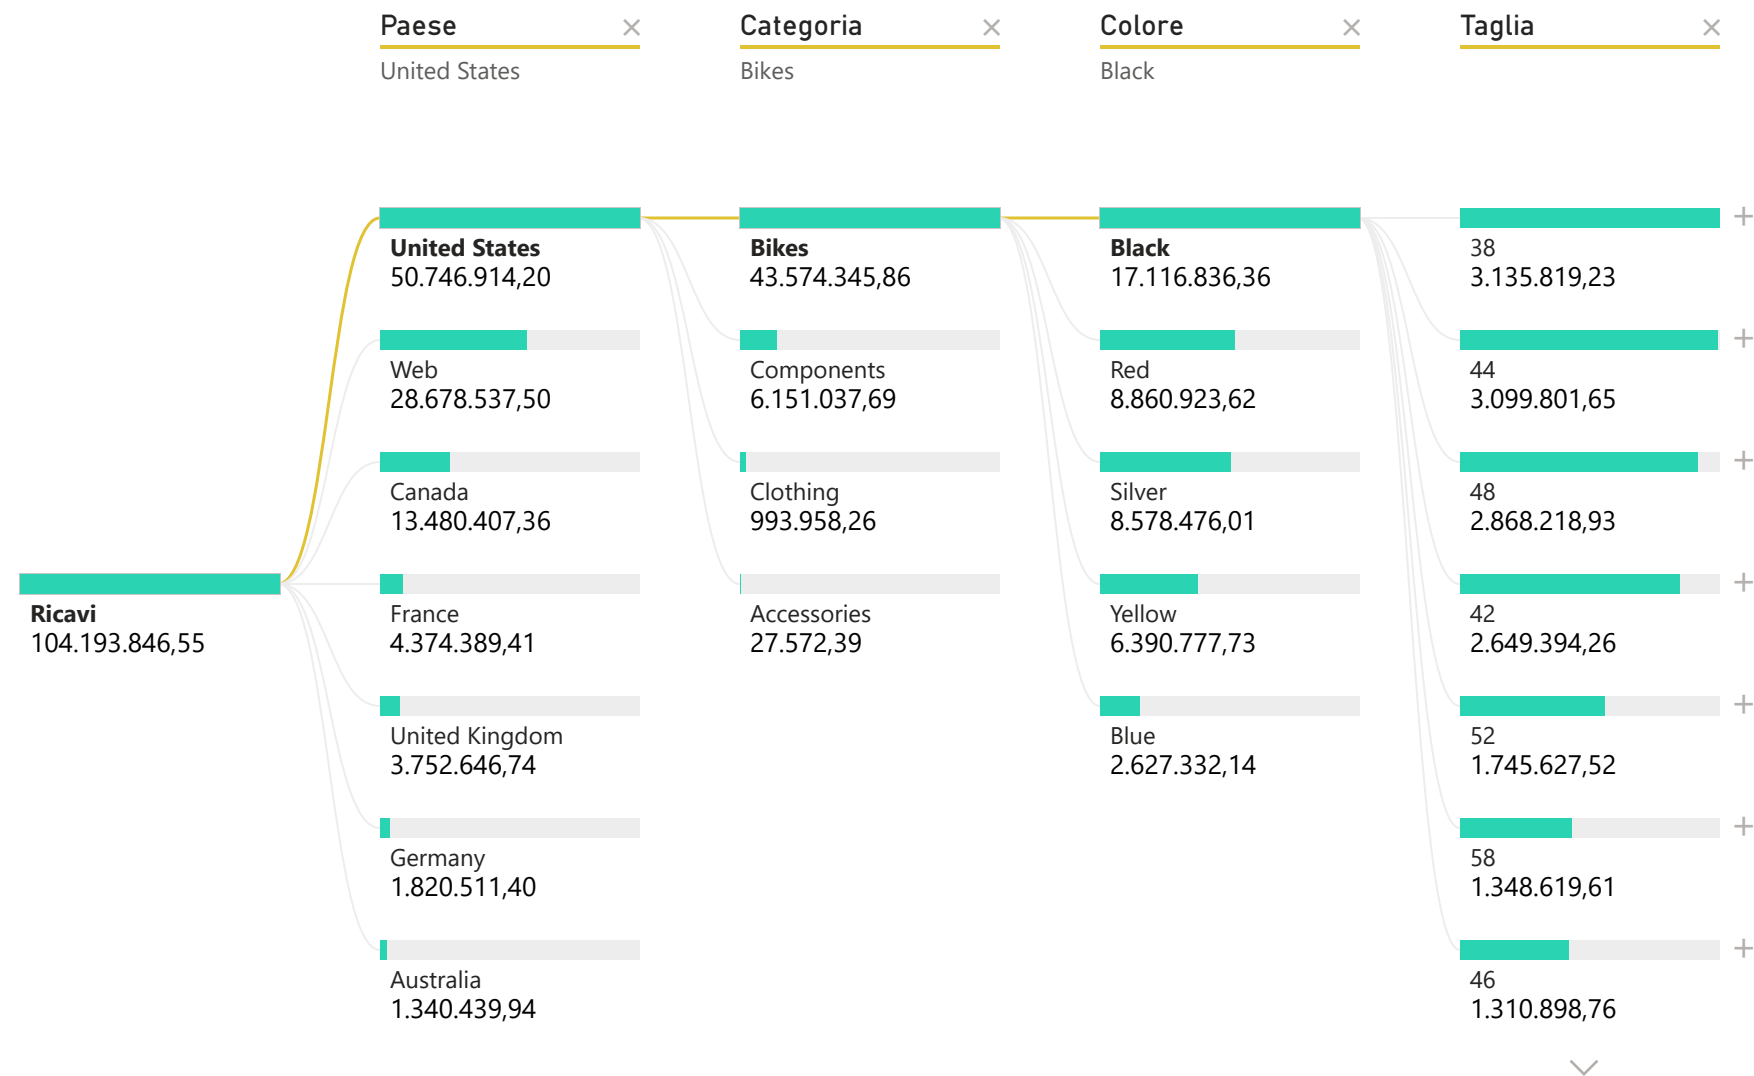 Paese
United States
Categoria
Bikes
Colore
Black
Taglia
Ricavi
104.193.846,55
United States
50.746.914,20
Web
28.678.537,50
Canada
13.480.407,36
France
4.374.389,41
United Kingdom
3.752.646,74
Germany
1.820.511,40
Australia
1.340.439,94
Bikes
43.574.345,86
Components
6.151.037,69
Clothing
993.958,26
Accessories
27.572,39
Black
17.116.836,36
Red
8.860.923,62
Silver
8.578.476,01
Yellow
6.390.777,73
Blue
2.627.332,14
38
3.135.819,23
44
3.099.801,65
48
2.868.218,93
42
2.649.394,26
52
1.745.627,52
58
1.348.619,61
46
1.310.898,76